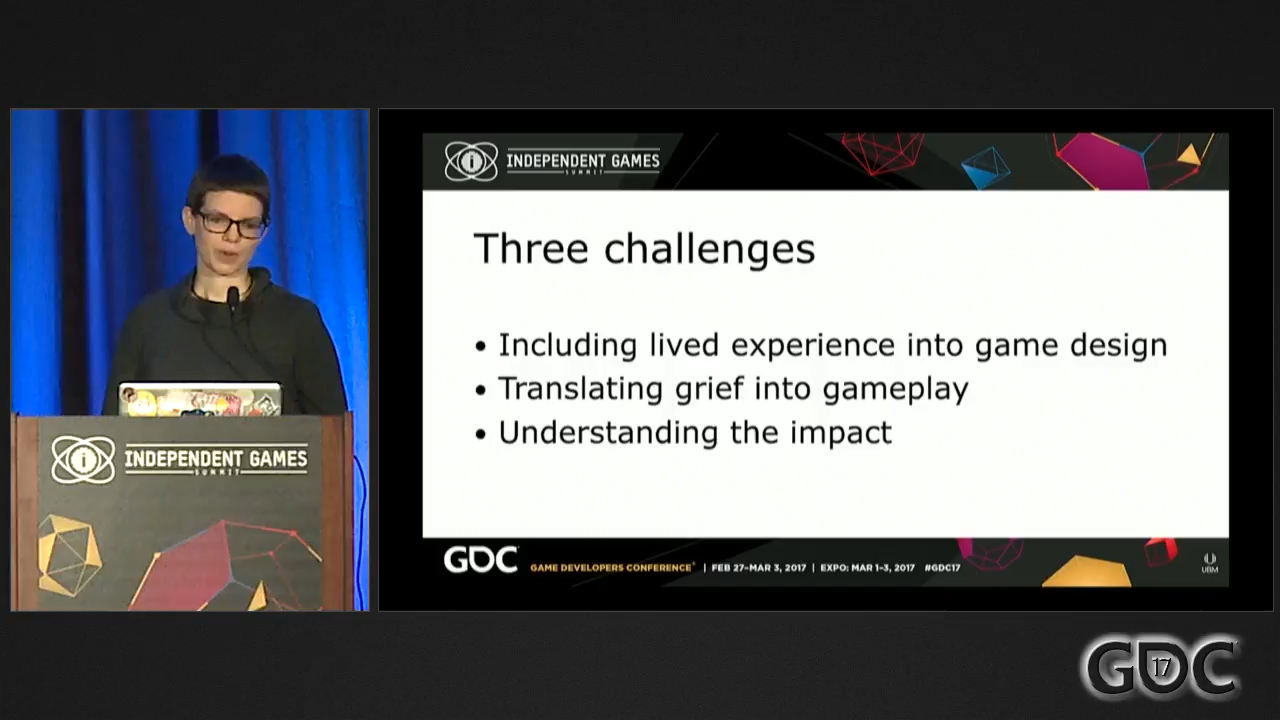 INDEPENDENT GAMES
SUMMIT
INDEPENDENT GAMES
SUMMIT
Three challenges
• Including lived experience into game design
• Translating grief into gameplay
• Understanding the impact
GDC GAME DEVELOPERS CONFERENCE® | FEB 27–MAR 3, 2017 | EXPO: MAR 1–3, 2017 #GDC17
UBM
GDC 17